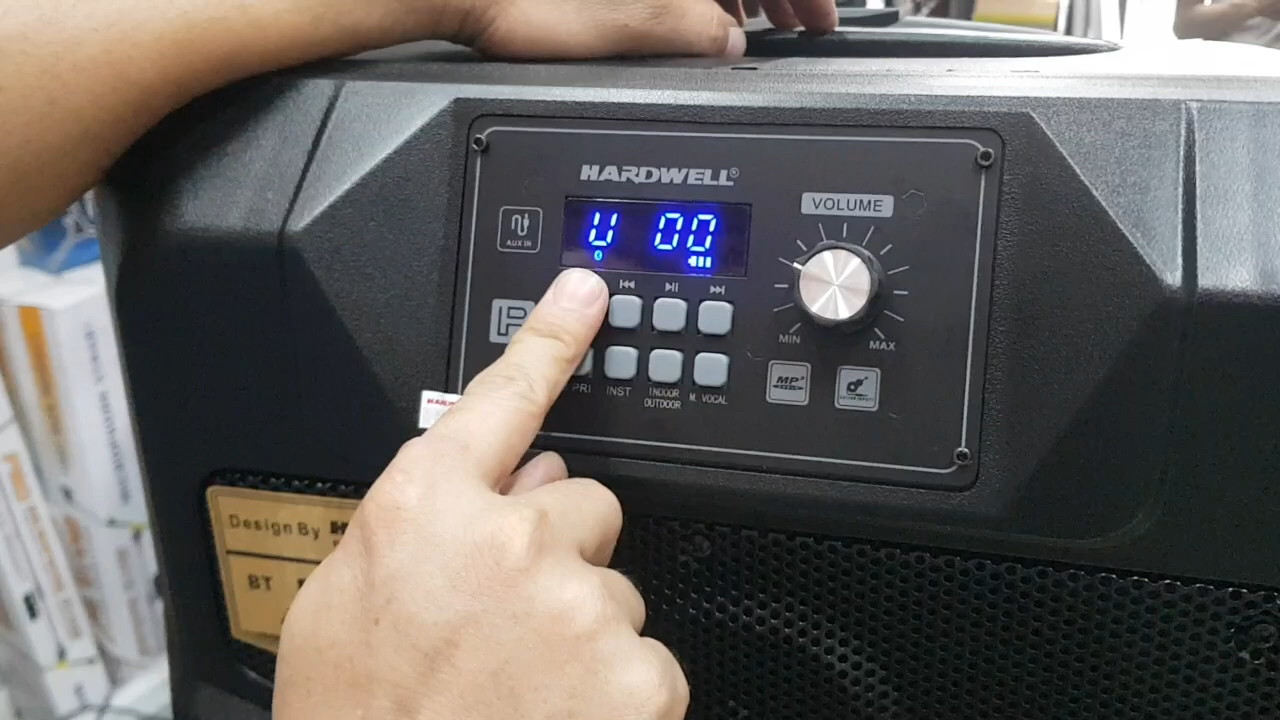 HARDWELL®
VOLUME
AUX IN
U 00
MIN
MAX
PRI
INST
INDOOR
OUTDOOR
M. VOCAL
MP3
Design By
BT